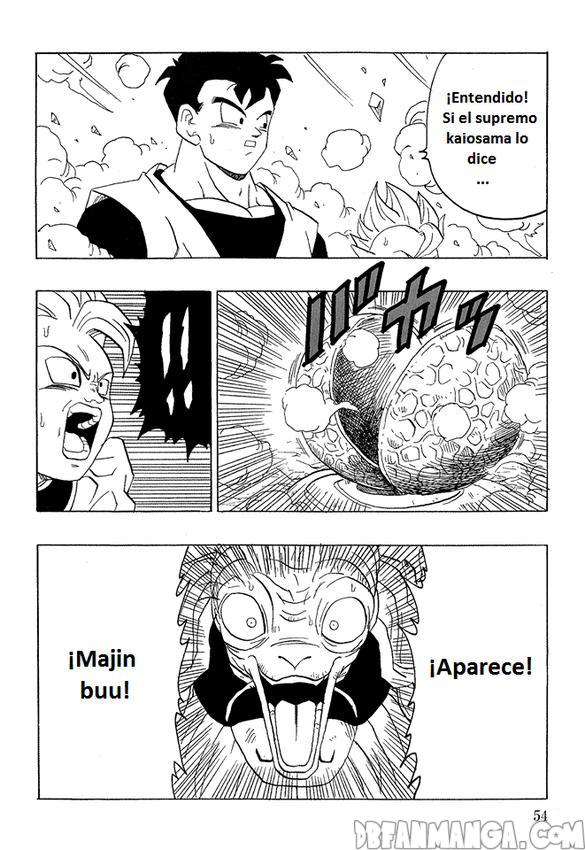 ¡Entendido!
Si el supremo
kaiosama lo
dice
...
!!
バカッ
¡Majin
buu!
¡Aparece!
54
DBFANMANGA.COM